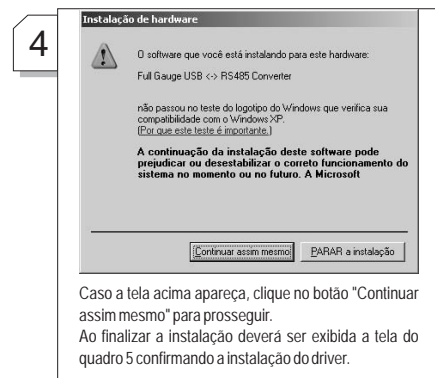 Instalação de hardware
4
O software que você está instalando para este hardware:
Full Gauge USB <-> RS485 Converter
não passou no teste do logotipo do Windows que verifica sua
compatibilidade com o Windows XP.
(Por que este teste é importante.)
A continuação da instalação deste software pode
prejudicar ou desestabilizar o correto funcionamento do
sistema no momento ou no futuro. A Microsoft
Continuar assim mesmo
PARAR a instalação
Caso a tela acima apareça, clique no botão "Continuar
assim mesmo" para prosseguir.
Ao finalizar a instalação deverá ser exibida a tela do
quadro 5 confirmando a instalação do driver.